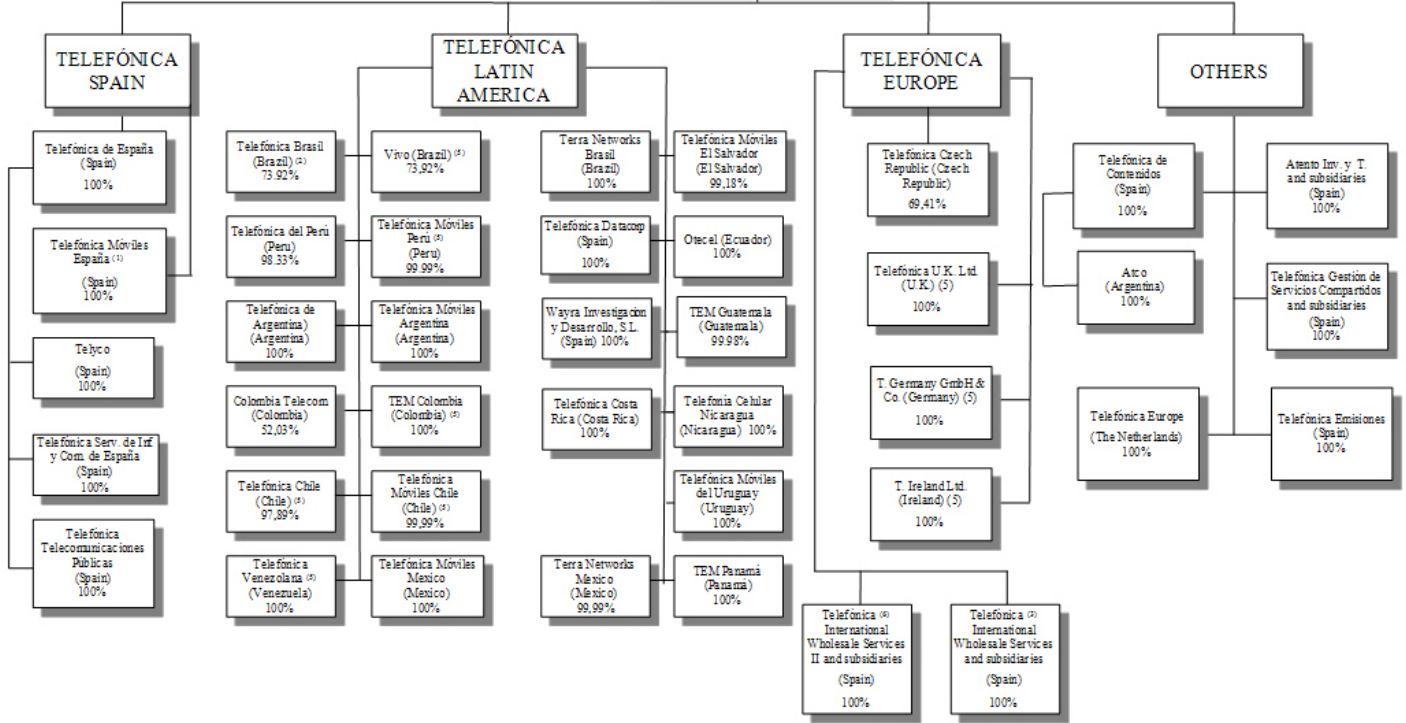 TELEFÓNICA
SPAIN
TELEFÓNICA
LATIN
AMERICA
TELEFÓNICA
EUROPE
OTHERS
Telefónica de España
(Spain)
100%
Telefónica Móviles
España (1)
(Spain)
100%
Telyco
(Spain)
100%
Telefónica Serv. de Inf
y Com. de España
(Spain)
100%
Telefónica
Telecomunicaciones
Públicas
(Spain)
100%
Telefónica Brasil
(Brazil) (2)
73.92%
Vivo (Brazil) (5)
73,92%
Telefónica del Perú
(Peru)
98.33%
Telefónica Móviles
Perú (5)
(Peru)
99.99%
Telefónica de
Argentina)
(Argentina)
100%
Telefónica Móviles
Argentina
(Argentina)
100%
Colombia Telecom
(Colombia)
52,03%
TEM Colombia
(Colombia) (5)
100%
Telefónica Chile
(Chile) (5)
97,89%
Telefónica
Móviles Chile
(Chile) (5)
99,99%
Telefónica
Venezolana (5)
(Venezuela)
100%
Telefónica Móviles
Mexico
(Mexico)
100%
Terra Networks
Brasil
(Brazil)
100%
Telefónica Móviles
El Salvador
(El Salvador)
99,18%
Telefónica Datacorp
(Spain)
100%
Otecel (Ecuador)
100%
Wayra Investigacion
y Desarrollo, S.L.
(Spain) 100%
TEM Guatemala
(Guatemala)
99.98%
Telefónica Costa
Rica (Costa Rica)
100%
Telefonía Celular
Nicaragua
(Nicaragua) 100%
Telefónica Móviles
del Uruguay
(Uruguay)
100%
Terra Networks
Mexico
(Mexico)
99,99%
TEM Panamá
(Panamá)
100%
Telefónica Czech
Republic (Czech
Republic)
69,41%
Telefónica U.K. Ltd.
(U.K.) (5)
100%
T. Germany GmbH &
Co. (Germany) (5)
100%
T. Ireland Ltd.
(Ireland) (5)
100%
Telefónica (6)
International
Wholesale Services
II and subsidiaries
(Spain)
100%
Telefónica (3)
International
Wholesale Services
and subsidiaries
(Spain)
100%
Telefónica de
Contenidos
(Spain)
100%
Atento Inv. y T.
and subsidiaries
(Spain)
100%
Atco
(Argentina)
100%
Telefónica Gestión de
Servicios Compartidos
and subsidiaries
(Spain)
100%
Telefónica Europe
(The Netherlands)
100%
Telefónica Emisiones
(Spain)
100%